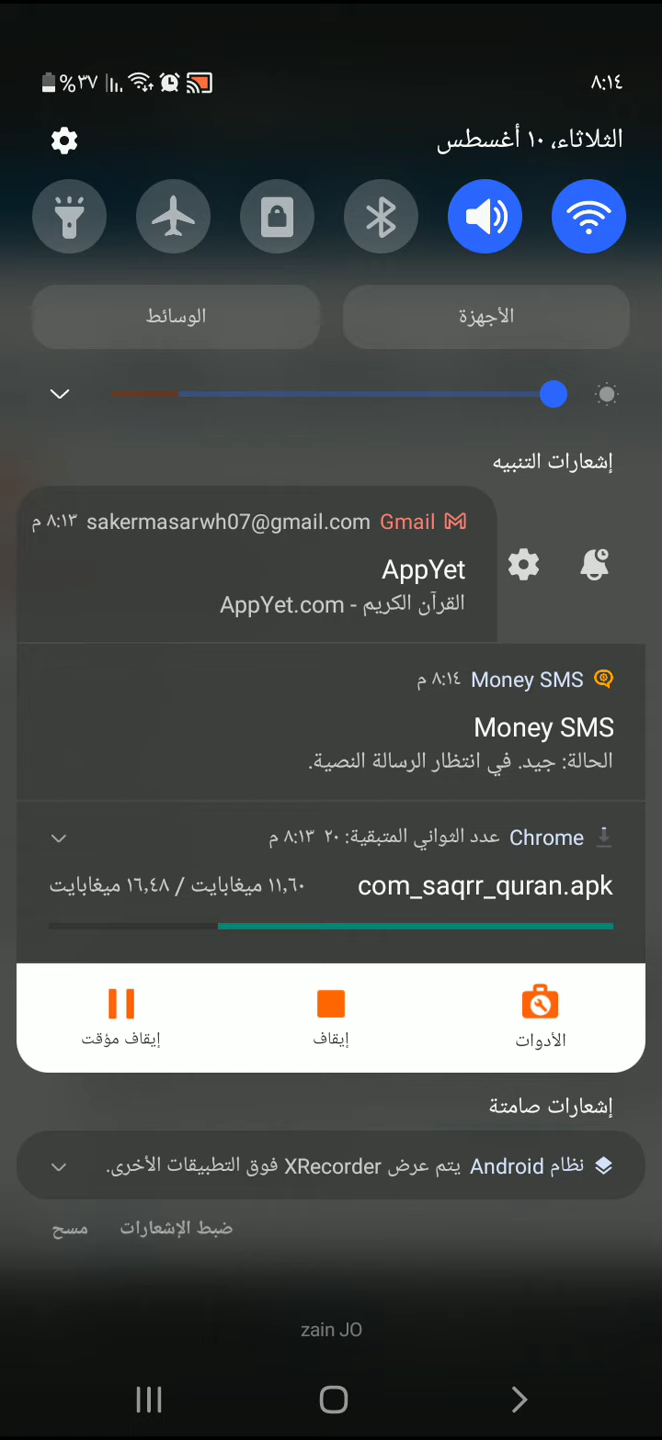 ٨:١٤
%٣٧
الثلاثاء، ١٠ أغسطس
الأجهزة
الوسائط
إشعارات التنبيه
Gmail sakermasarwh07@gmail.com ٨:١٣ م
AppYet
القرآن الكريم - AppYet.com
Money SMS ٨:١٤ م
Money SMS
الحالة: جيد. في انتظار الرسالة النصية.
Chrome عدد الثواني المتبقية: ٢٠ ٨:١٣ م
com_saqrr_quran.apk
١١,٦٠ ميغابايت / ١٦,٤٨ ميغابايت
الأدوات
إيقاف
إيقاف مؤقت
إشعارات صامتة
نظام Android يتم عرض XRecorder فوق التطبيقات الأخرى.
ضبط الإشعارات
مسح
zain JO